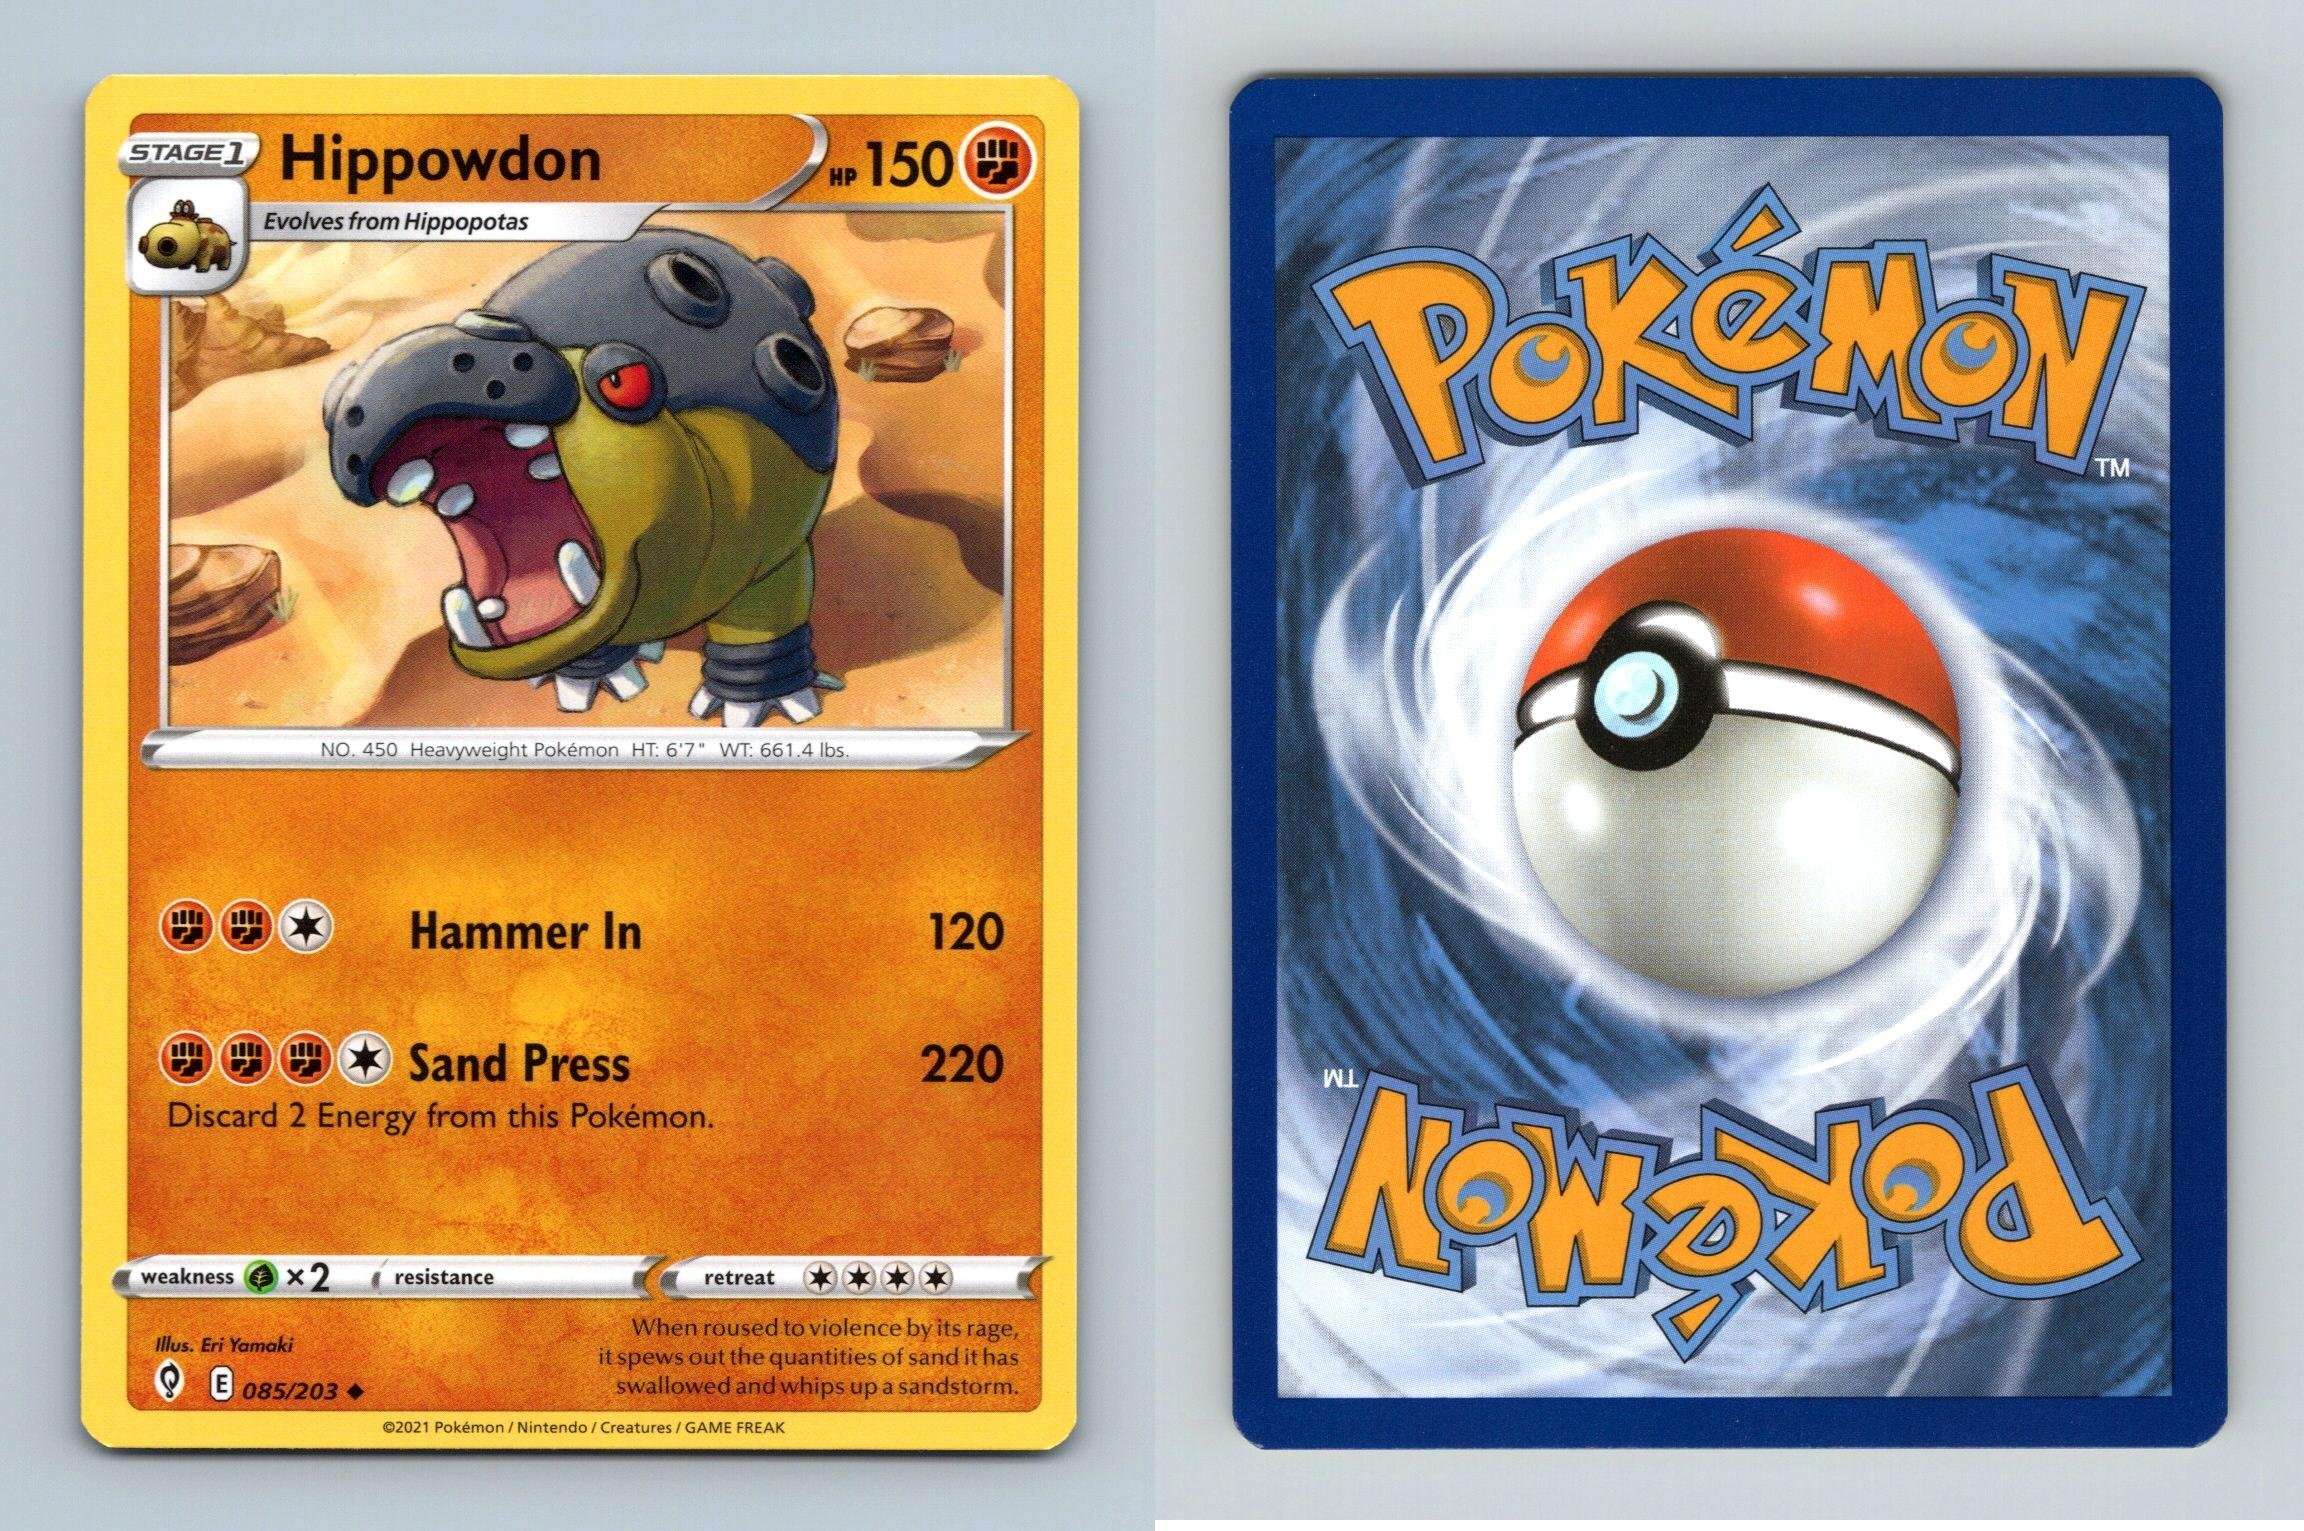 STAGE 1
Hippowdon
HP 150
Evolves from Hippopotas
NO. 450 Heavyweight Pokémon HT: 6'7" WT: 661.4 lbs.
Hammer In 120
Sand Press 220
Discard 2 Energy from this Pokémon.
weakness ×2 resistance retreat
Illus. Eri Yamaki
When roused to violence by its rage,
it spews out the quantities of sand it has
swallowed and whips up a sandstorm.
E 085/203
©2021 Pokémon / Nintendo / Creatures / GAME FREAK
POKéMON
TM
TM
POKéMON